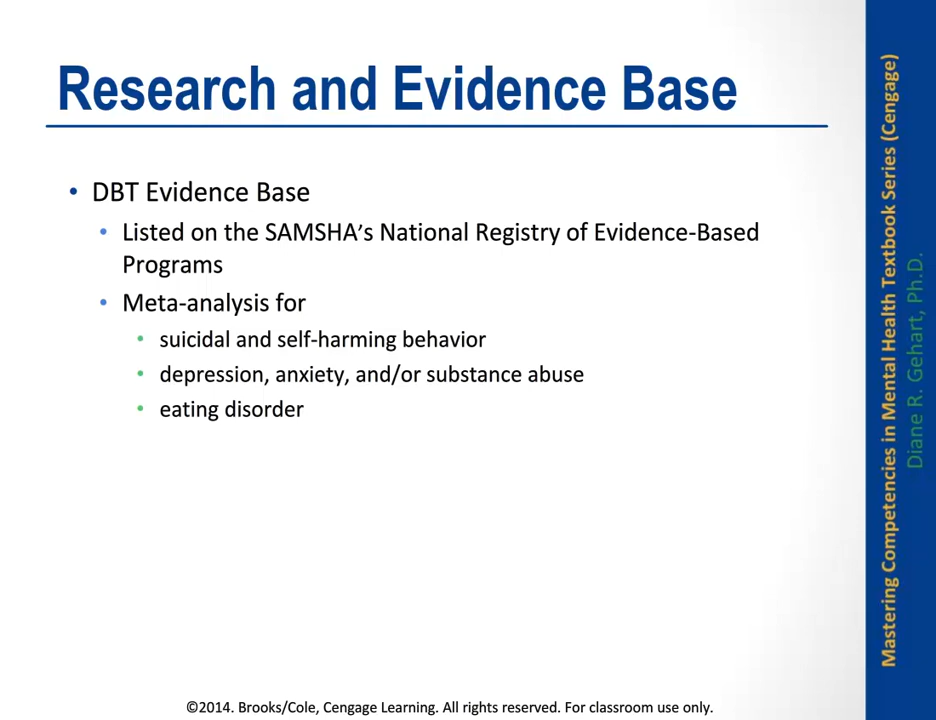 Research and Evidence Base
• DBT Evidence Base
• Listed on the SAMSHA’s National Registry of Evidence-Based
Programs
• Meta-analysis for
• suicidal and self-harming behavior
• depression, anxiety, and/or substance abuse
• eating disorder
©2014. Brooks/Cole, Cengage Learning. All rights reserved. For classroom use only.
Mastering Competencies in Mental Health Textbook Series (Cengage)
Diane R. Gehart, Ph.D.